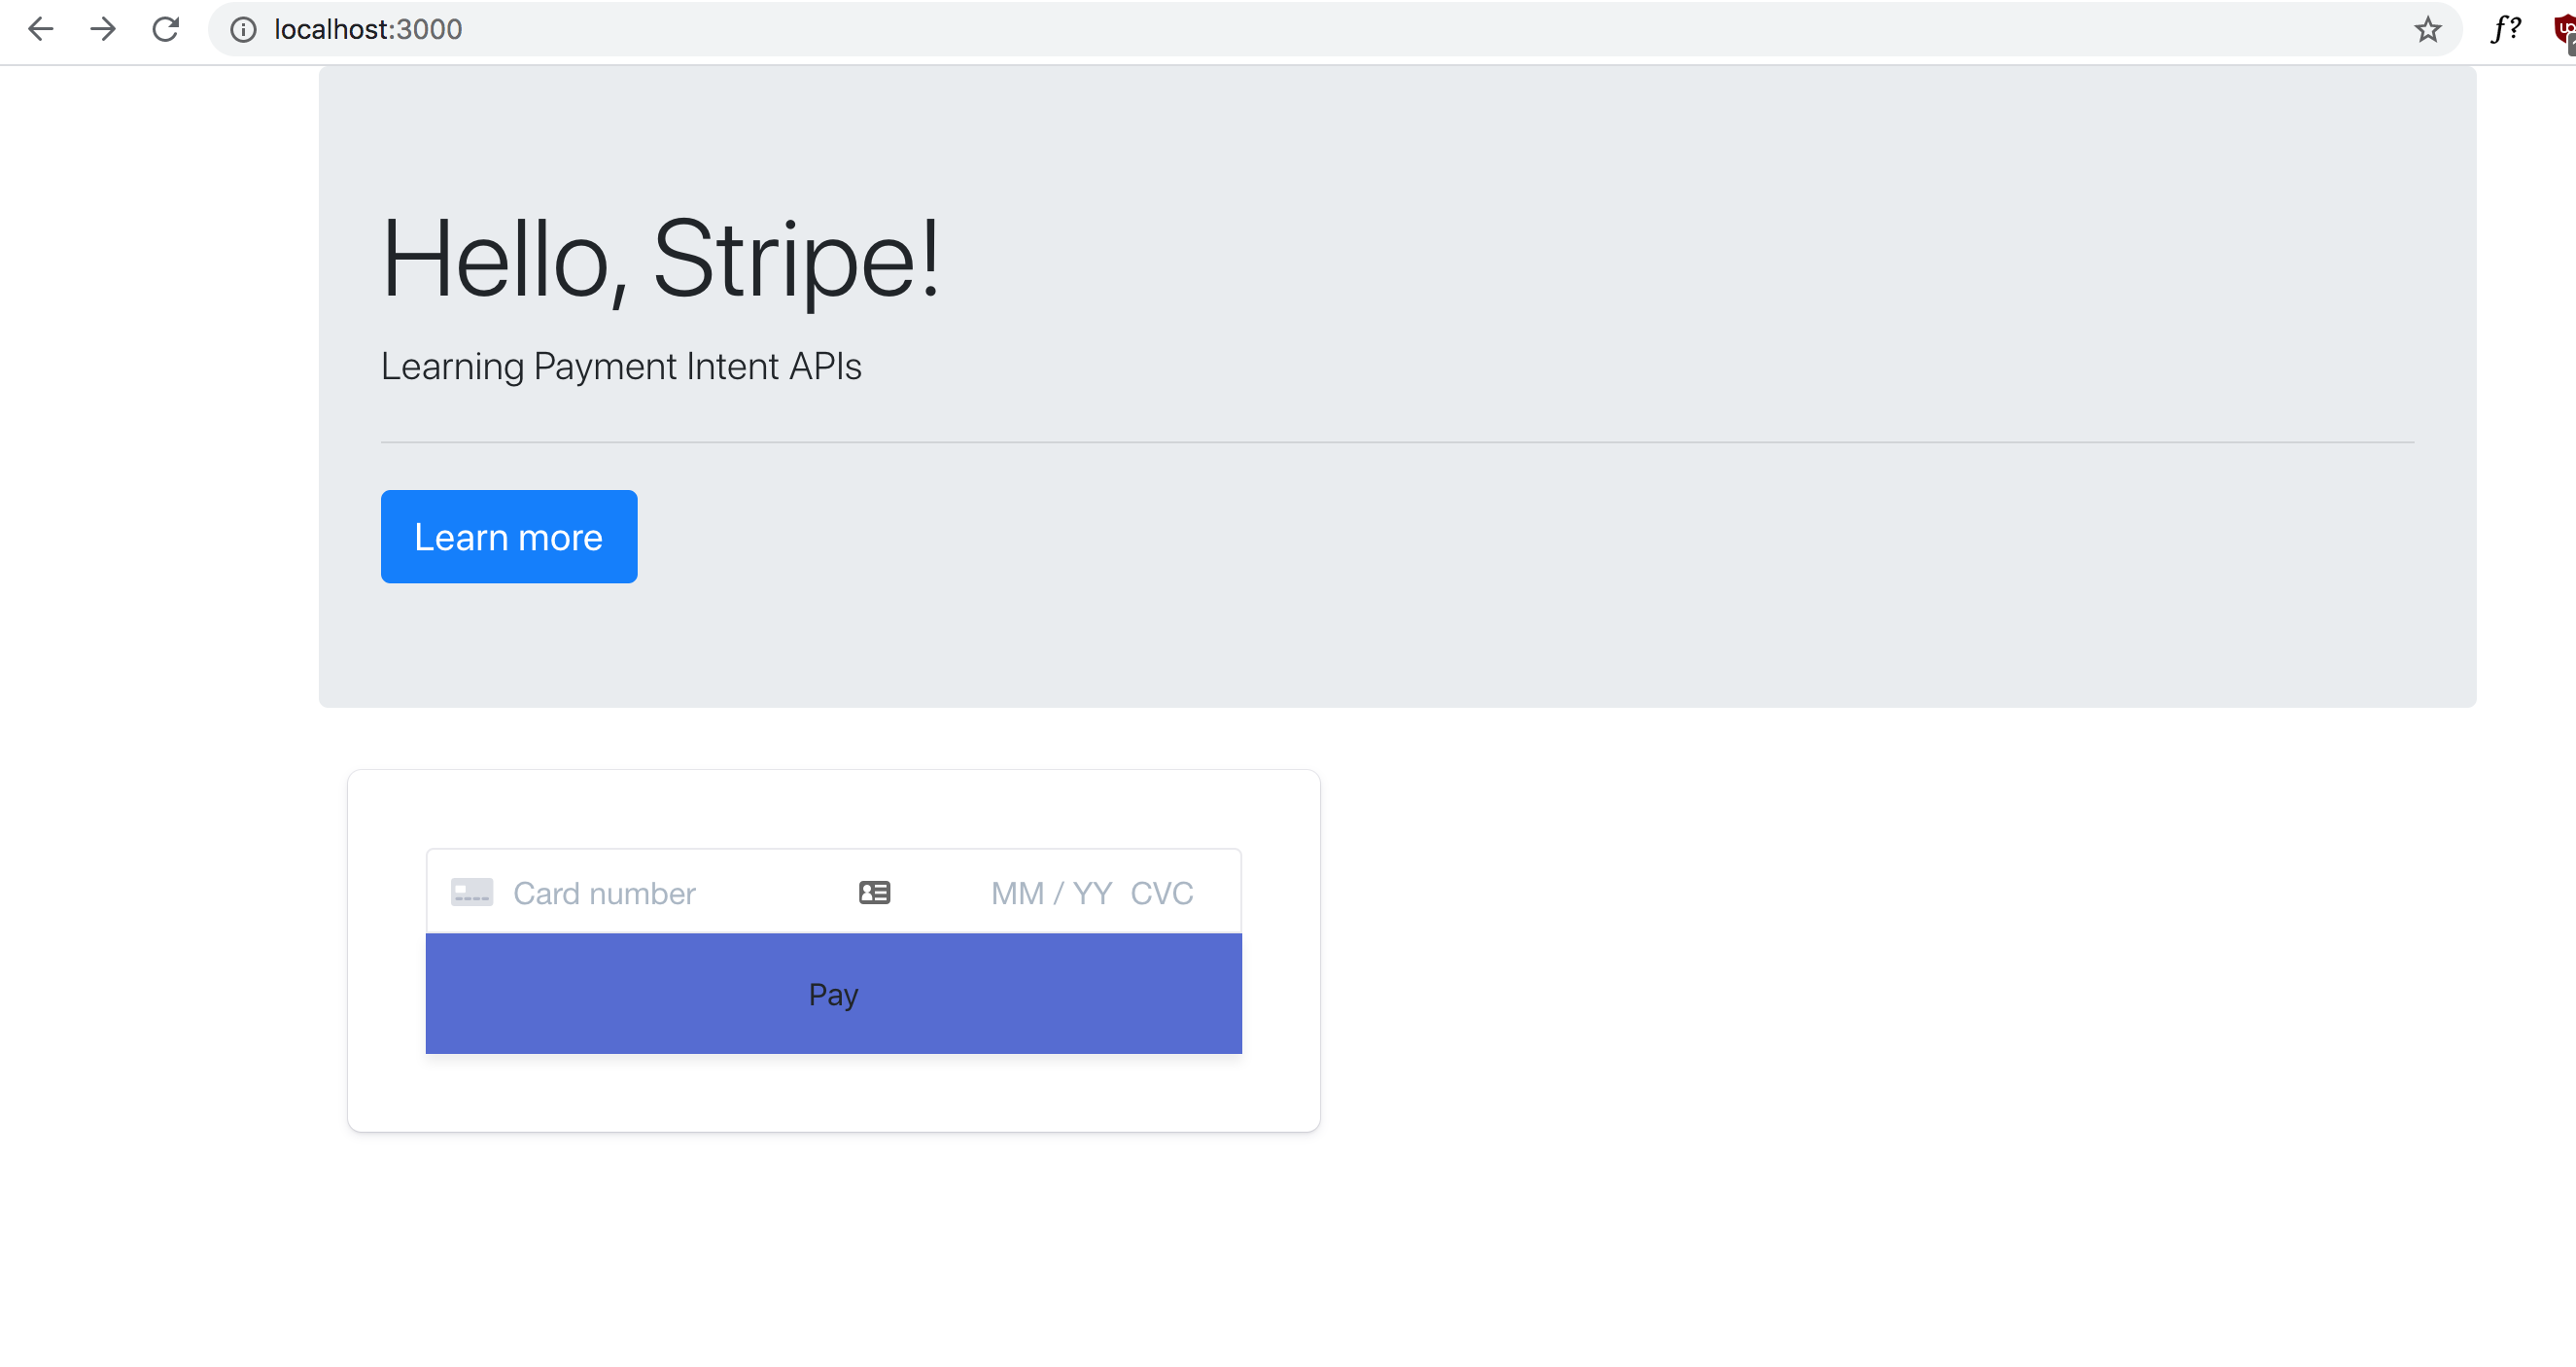 localhost:3000
f?
Hello, Stripe!
Learning Payment Intent APIs
Learn more
Card number MM / YY CVC
Pay